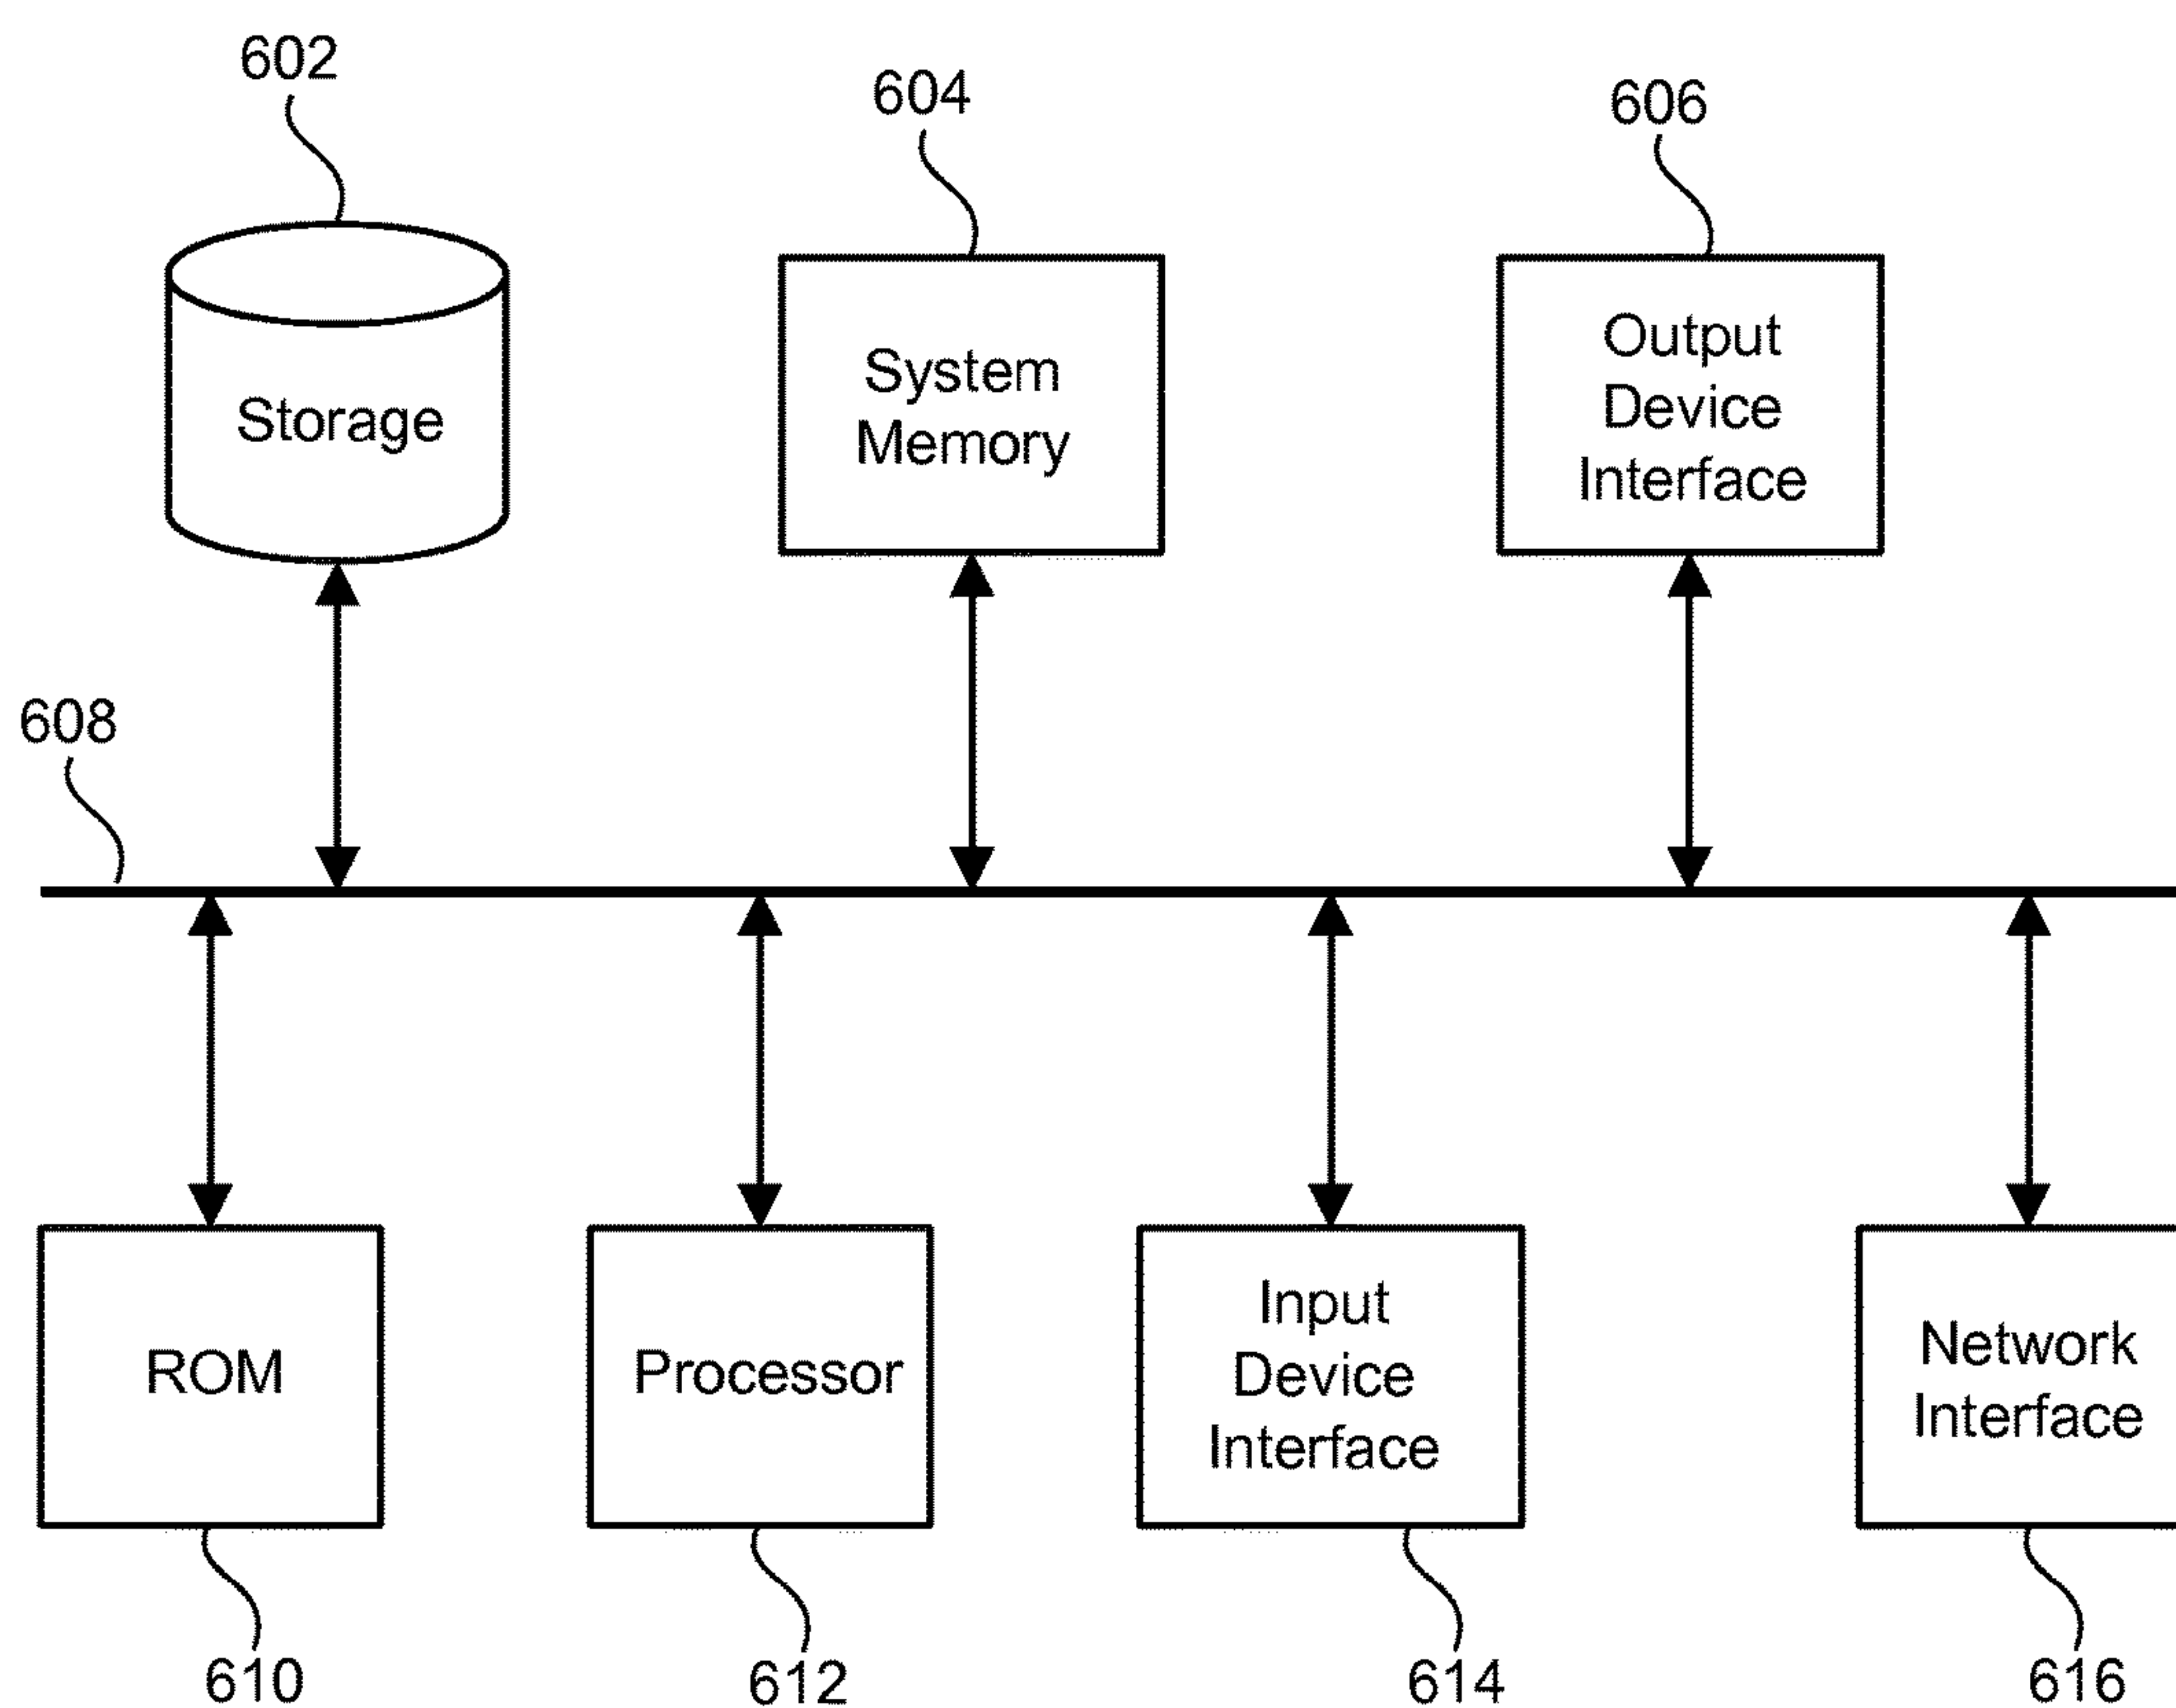 602
604
606
Storage
System
Memory
Output
Device
Interface
608
ROM
Processor
Input
Device
Interface
Network
Interface
610
612
614
616